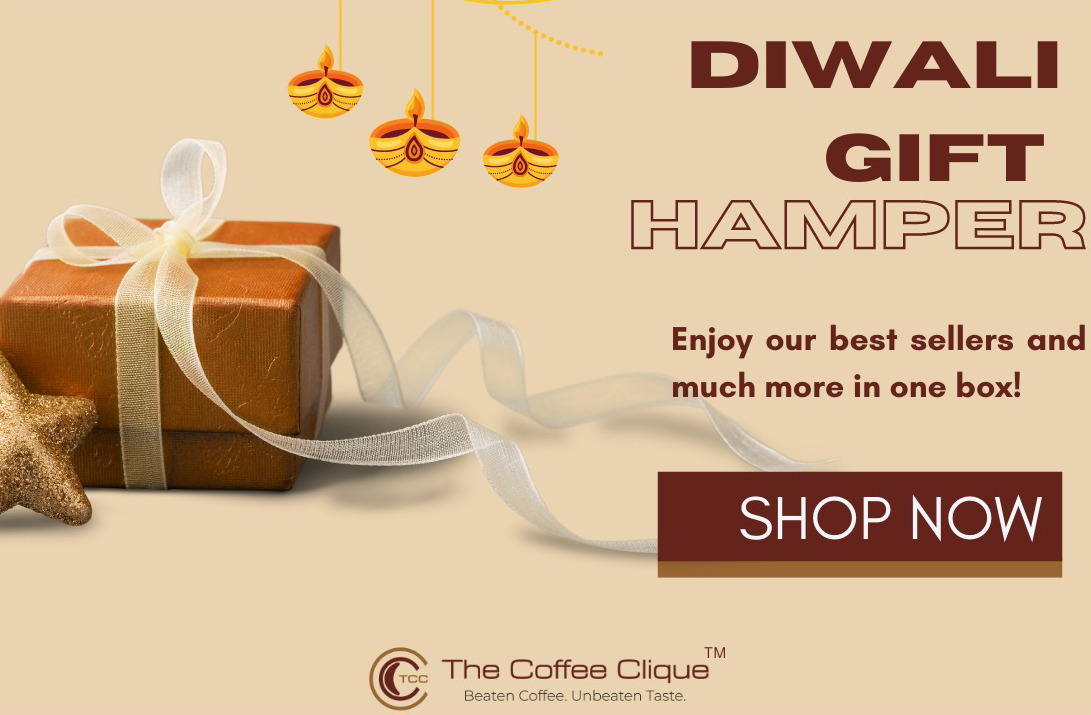 DIWALI
GIFT
HAMPER
Enjoy our best sellers and
much more in one box!
SHOP NOW
TCC
The Coffee Clique™
Beaten Coffee. Unbeaten Taste.